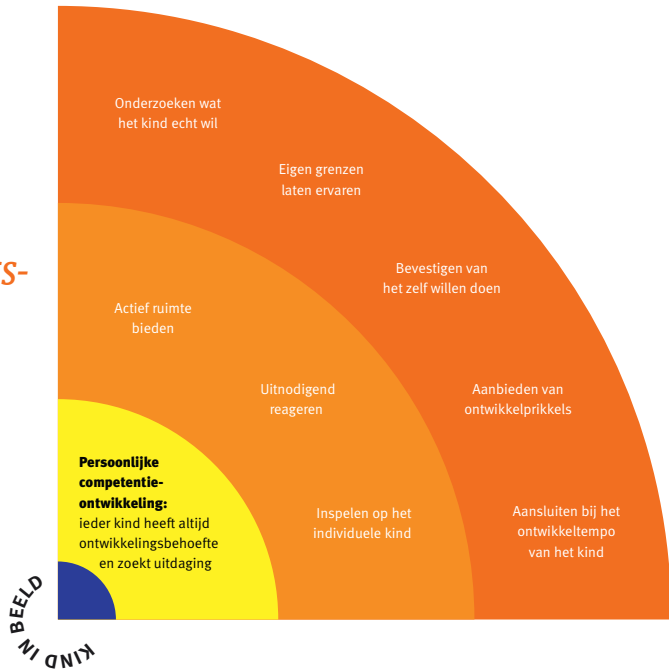 Onderzoeken wat
het kind echt wil
Eigen grenzen
laten ervaren
Bevestigen van
het zelf willen doen
Aanbieden van
ontwikkelprikkels
Aansluiten bij het
ontwikkeltempo
van het kind
rs-
Actief ruimte
bieden
Uitnodigend
reageren
Inspelen op het
individuele kind
Persoonlijke
competentie-
ontwikkeling:
ieder kind heeft altijd
ontwikkelingsbehoefte
en zoekt uitdaging
KIND IN BEELD